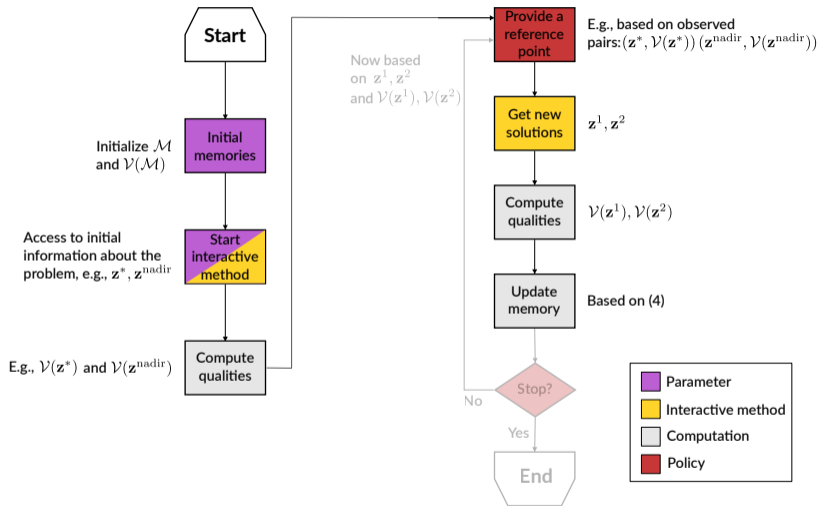 Start
Initialize ℳ
and 𝒱(ℳ)
Initial
memories
Access to initial
information about the
problem, e.g., z*, z^nadir
Start
interactive
method
E.g., 𝒱(z*) and 𝒱(z^nadir)
Compute
qualities
Provide a
reference
point
E.g., based on observed
pairs:(z*, 𝒱(z*)) (z^nadir, 𝒱(z^nadir))
Now based
on z¹, z²
and 𝒱(z¹), 𝒱(z²)
Get new
solutions
z¹, z²
Compute
qualities
𝒱(z¹), 𝒱(z²)
Update
memory
Based on (4)
Stop?
No
Yes
End
Parameter
Interactive method
Computation
Policy